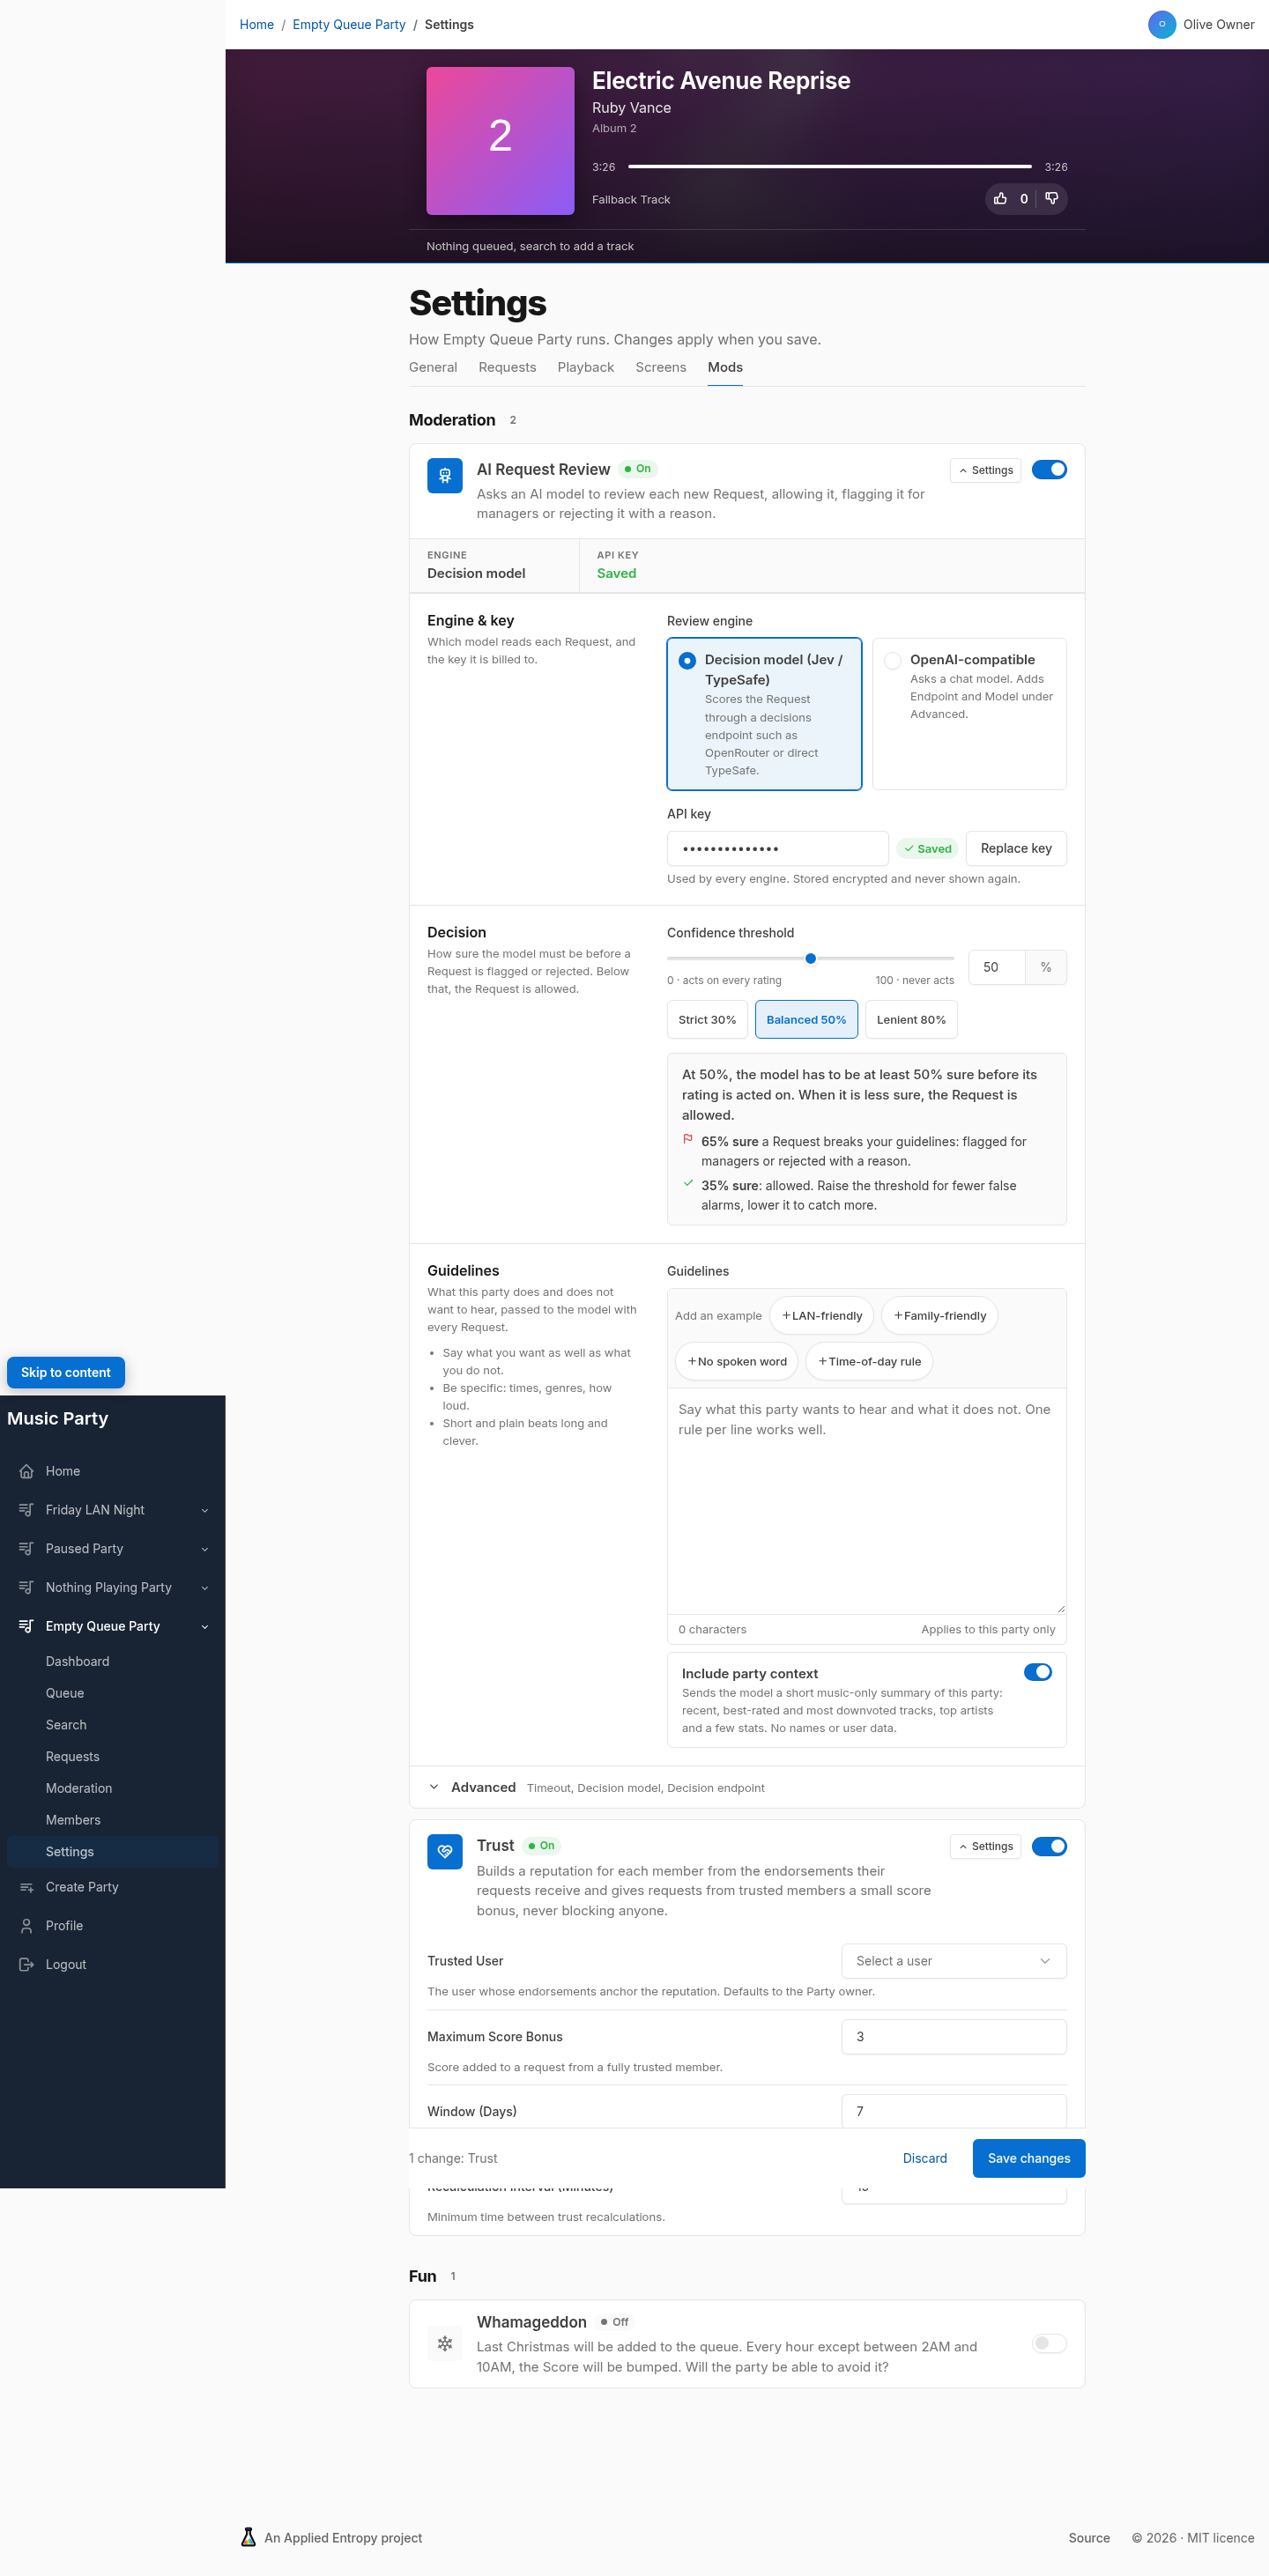 Home / Empty Queue Party / Settings
O Olive Owner
2
Electric Avenue Reprise
Ruby Vance
Album 2
3:26 3:26
Fallback Track
0
Nothing queued, search to add a track
Settings
How Empty Queue Party runs. Changes apply when you save.
General Requests Playback Screens Mods
Moderation 2
AI Request Review On
Settings
Asks an AI model to review each new Request, allowing it, flagging it for
managers or rejecting it with a reason.
ENGINE
Decision model
API KEY
Saved
Engine & key
Which model reads each Request, and
the key it is billed to.
Review engine
Decision model (Jev /
TypeSafe)
Scores the Request
through a decisions
endpoint such as
OpenRouter or direct
TypeSafe.
OpenAI-compatible
Asks a chat model. Adds
Endpoint and Model under
Advanced.
API key
•••••••••••••• Saved Replace key
Used by every engine. Stored encrypted and never shown again.
Decision
How sure the model must be before a
Request is flagged or rejected. Below
that, the Request is allowed.
Confidence threshold
50 %
0 · acts on every rating 100 · never acts
Strict 30% Balanced 50% Lenient 80%
At 50%, the model has to be at least 50% sure before its
rating is acted on. When it is less sure, the Request is
allowed.
65% sure a Request breaks your guidelines: flagged for
managers or rejected with a reason.
35% sure: allowed. Raise the threshold for fewer false
alarms, lower it to catch more.
Guidelines
What this party does and does not
want to hear, passed to the model with
every Request.
• Say what you want as well as what
you do not.
• Be specific: times, genres, how
loud.
• Short and plain beats long and
clever.
Guidelines
Add an example +LAN-friendly +Family-friendly
+No spoken word +Time-of-day rule
Say what this party wants to hear and what it does not. One
rule per line works well.
0 characters Applies to this party only
Include party context
Sends the model a short music-only summary of this party:
recent, best-rated and most downvoted tracks, top artists
and a few stats. No names or user data.
Advanced Timeout, Decision model, Decision endpoint
Trust On
Settings
Builds a reputation for each member from the endorsements their
requests receive and gives requests from trusted members a small score
bonus, never blocking anyone.
Trusted User Select a user
The user whose endorsements anchor the reputation. Defaults to the Party owner.
Maximum Score Bonus 3
Score added to a request from a fully trusted member.
Window (Days) 7
1 change: Trust Discard Save changes
Minimum time between trust recalculations.
Fun 1
Whamageddon Off
Last Christmas will be added to the queue. Every hour except between 2AM and
10AM, the Score will be bumped. Will the party be able to avoid it?
Skip to content
Music Party
Home
Friday LAN Night
Paused Party
Nothing Playing Party
Empty Queue Party
Dashboard
Queue
Search
Requests
Moderation
Members
Settings
Create Party
Profile
Logout
An Applied Entropy project
Source © 2026 · MIT licence